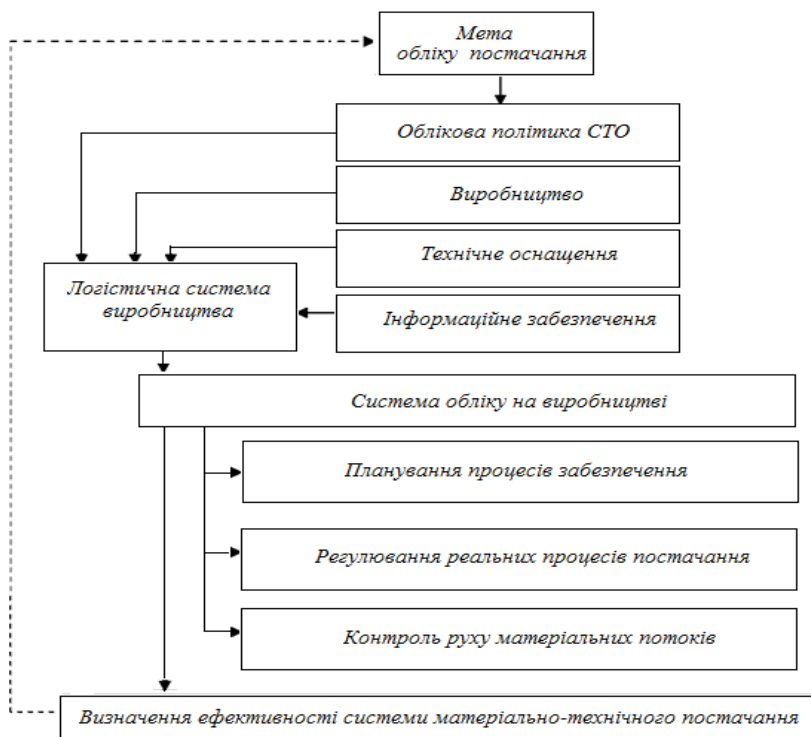 Мета
обліку постачання
Облікова політика СТО
Виробництво
Технічне оснащення
Логістична система
виробництва
Інформаційне забезпечення
Система обліку на виробництві
Планування процесів забезпечення
Регулювання реальних процесів постачання
Контроль руху матеріальних потоків
Визначення ефективності системи матеріально-технічного постачання